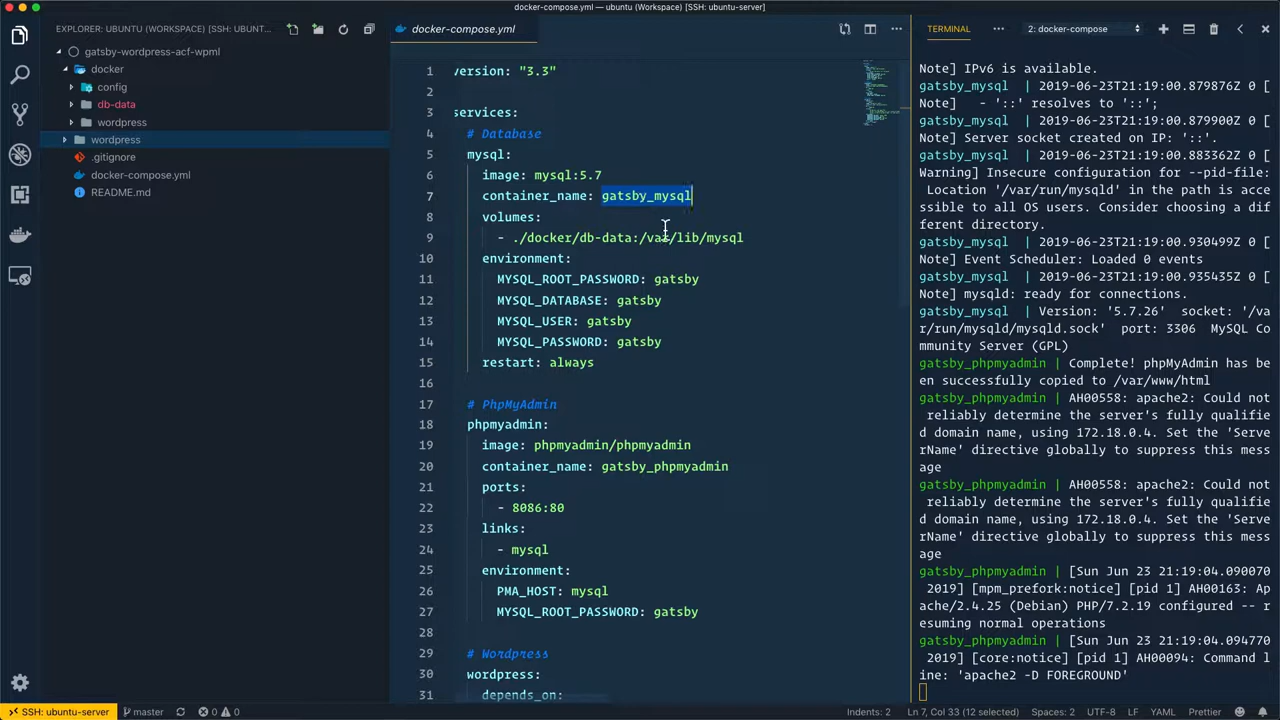 docker-compose.yml — ubuntu (Workspace) [SSH: ubuntu-server]
EXPLORER: UBUNTU (WORKSPACE) [SSH: UBUNT...
gatsby-wordpress-acf-wpml
docker
config
db-data
wordpress
wordpress
.gitignore
docker-compose.yml
README.md
docker-compose.yml
1 version: "3.3"
2
3 services:
4 # Database
5 mysql:
6 image: mysql:5.7
7 container_name: gatsby_mysql
8 volumes:
9 - ./docker/db-data:/var/lib/mysql
10 environment:
11 MYSQL_ROOT_PASSWORD: gatsby
12 MYSQL_DATABASE: gatsby
13 MYSQL_USER: gatsby
14 MYSQL_PASSWORD: gatsby
15 restart: always
16
17 # PhpMyAdmin
18 phpmyadmin:
19 image: phpmyadmin/phpmyadmin
20 container_name: gatsby_phpmyadmin
21 ports:
22 - 8086:80
23 links:
24 - mysql
25 environment:
26 PMA_HOST: mysql
27 MYSQL_ROOT_PASSWORD: gatsby
28
29 # Wordpress
30 wordpress:
31 depends_on:
TERMINAL ... 2: docker-compose
Note] IPv6 is available.
gatsby_mysql | 2019-06-23T21:19:00.879876Z 0 [
Note] - '::' resolves to '::';
gatsby_mysql | 2019-06-23T21:19:00.879900Z 0 [
Note] Server socket created on IP: '::'.
gatsby_mysql | 2019-06-23T21:19:00.883362Z 0 [
Warning] Insecure configuration for --pid-file:
Location '/var/run/mysqld' in the path is acce
ssible to all OS users. Consider choosing a dif
ferent directory.
gatsby_mysql | 2019-06-23T21:19:00.930499Z 0 [
Note] Event Scheduler: Loaded 0 events
gatsby_mysql | 2019-06-23T21:19:00.935435Z 0 [
Note] mysqld: ready for connections.
gatsby_mysql | Version: '5.7.26' socket: '/va
r/run/mysqld/mysqld.sock' port: 3306 MySQL Co
mmunity Server (GPL)
gatsby_phpmyadmin | Complete! phpMyAdmin has be
en successfully copied to /var/www/html
gatsby_phpmyadmin | AH00558: apache2: Could not
reliably determine the server's fully qualifie
d domain name, using 172.18.0.4. Set the 'Serve
rName' directive globally to suppress this mess
age
gatsby_phpmyadmin | AH00558: apache2: Could not
reliably determine the server's fully qualifie
d domain name, using 172.18.0.4. Set the 'Serve
rName' directive globally to suppress this mess
age
gatsby_phpmyadmin | [Sun Jun 23 21:19:04.090070
2019] [mpm_prefork:notice] [pid 1] AH00163: Ap
ache/2.4.25 (Debian) PHP/7.2.19 configured -- r
esuming normal operations
gatsby_phpmyadmin | [Sun Jun 23 21:19:04.094770
2019] [core:notice] [pid 1] AH00094: Command l
ine: 'apache2 -D FOREGROUND'
SSH: ubuntu-server master 0 0 Indents: 2 Ln 7, Col 33 (12 selected) Spaces: 2 UTF-8 LF YAML Prettier